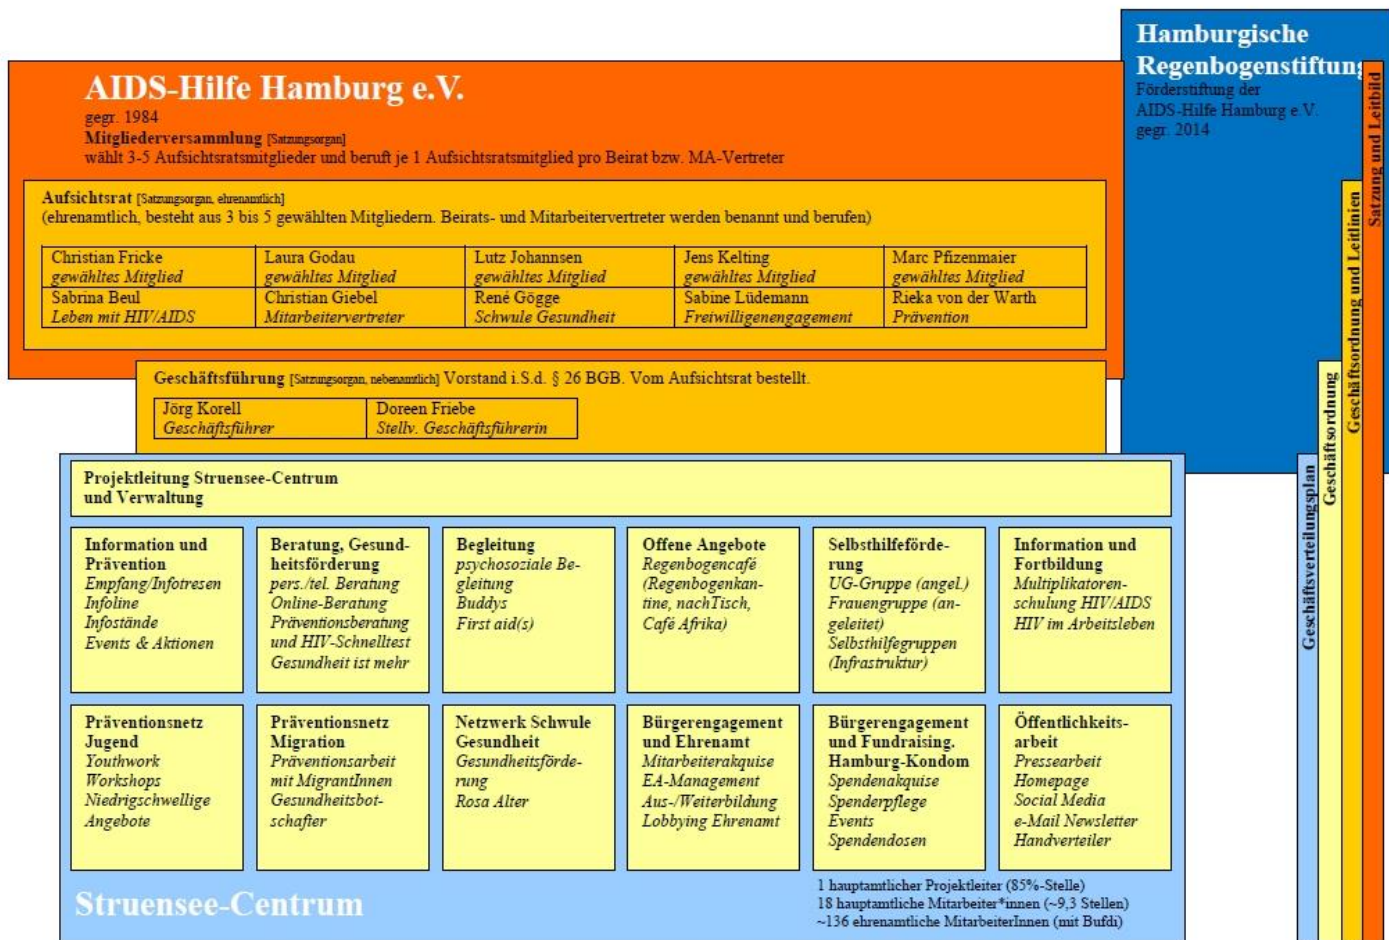 Hamburgische
Regenbogenstiftung
Förderstiftung der
AIDS-Hilfe Hamburg e.V.
gegr. 2014
AIDS-Hilfe Hamburg e.V.
gegr. 1984
Mitgliederversammlung [Satzungsorgan]
wählt 3-5 Aufsichtsratsmitglieder und beruft je 1 Aufsichtsratsmitglied pro Beirat bzw. MA-Vertreter
Aufsichtsrat [Satzungsorgan, ehrenamtlich]
(ehrenamtlich, besteht aus 3 bis 5 gewählten Mitgliedern. Beirats- und Mitarbeitervertreter werden benannt und berufen)
Christian Fricke
gewähltes Mitglied
Laura Godau
gewähltes Mitglied
Lutz Johannsen
gewähltes Mitglied
Jens Kelting
gewähltes Mitglied
Marc Pfizenmaier
gewähltes Mitglied
Sabrina Beul
Leben mit HIV/AIDS
Christian Giebel
Mitarbeitervertreter
René Gögge
Schwule Gesundheit
Sabine Lüdemann
Freiwilligenengagement
Rieka von der Warth
Prävention
Geschäftsführung [Satzungsorgan, nebenamtlich] Vorstand i.S.d. § 26 BGB. Vom Aufsichtsrat bestellt.
Jörg Korell
Geschäftsführer
Doreen Friebe
Stellv. Geschäftsführerin
Projektleitung Struensee-Centrum
und Verwaltung
Information und
Prävention
Empfang/Infotresen
Infoline
Infostände
Events & Aktionen
Beratung, Gesund-
heitsförderung
pers./tel. Beratung
Online-Beratung
Präventionsberatung
und HIV-Schnelltest
Gesundheit ist mehr
Begleitung
psychosoziale Be-
gleitung
Buddys
First aid(s)
Offene Angebote
Regenbogencafé
(Regenbogenkan-
tine, nachTisch,
Café Afrika)
Selbsthilfeförde-
rung
UG-Gruppe (angel.)
Frauengruppe (an-
geleitet)
Selbsthilfegruppen
(Infrastruktur)
Information und
Fortbildung
Multiplikatoren-
schulung HIV/AIDS
HIV im Arbeitsleben
Präventionsnetz
Jugend
Youthwork
Workshops
Niedrigschwellige
Angebote
Präventionsnetz
Migration
Präventionsarbeit
mit MigrantInnen
Gesundheitsbot-
schafter
Netzwerk Schwule
Gesundheit
Gesundheitsförde-
rung
Rosa Alter
Bürgerengagement
und Ehrenamt
Mitarbeiterakquise
EA-Management
Aus-/Weiterbildung
Lobbying Ehrenamt
Bürgerengagement
und Fundraising.
Hamburg-Kondom
Spendenakquise
Spenderpflege
Events
Spendendosen
Öffentlichkeits-
arbeit
Pressearbeit
Homepage
Social Media
e-Mail Newsletter
Handverteiler
Struensee-Centrum
1 hauptamtlicher Projektleiter (85%-Stelle)
18 hauptamtliche Mitarbeiter*innen (~9,3 Stellen)
~136 ehrenamtliche MitarbeiterInnen (mit Bufdi)
Geschäftsverteilungsplan
Geschäftsordnung
Geschäftsordnung und Leitlinien
Satzung und Leitbild